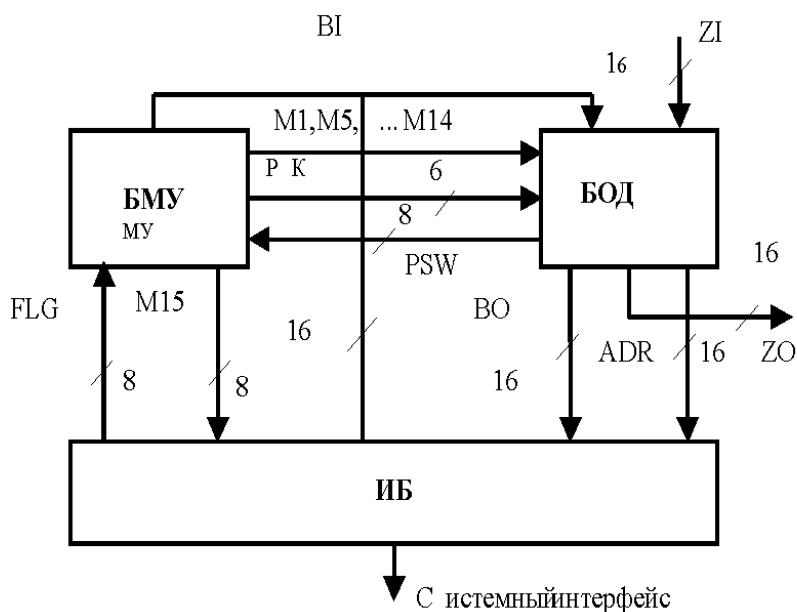 BI
ZI
16
M1,M5, ...M14
Р К
6
БМУ
му
БОД
8
PSW
16
FLG
M15
BO
16
ADR
16
ZO
8
8
16
ИБ
С истемныйинтерфейс